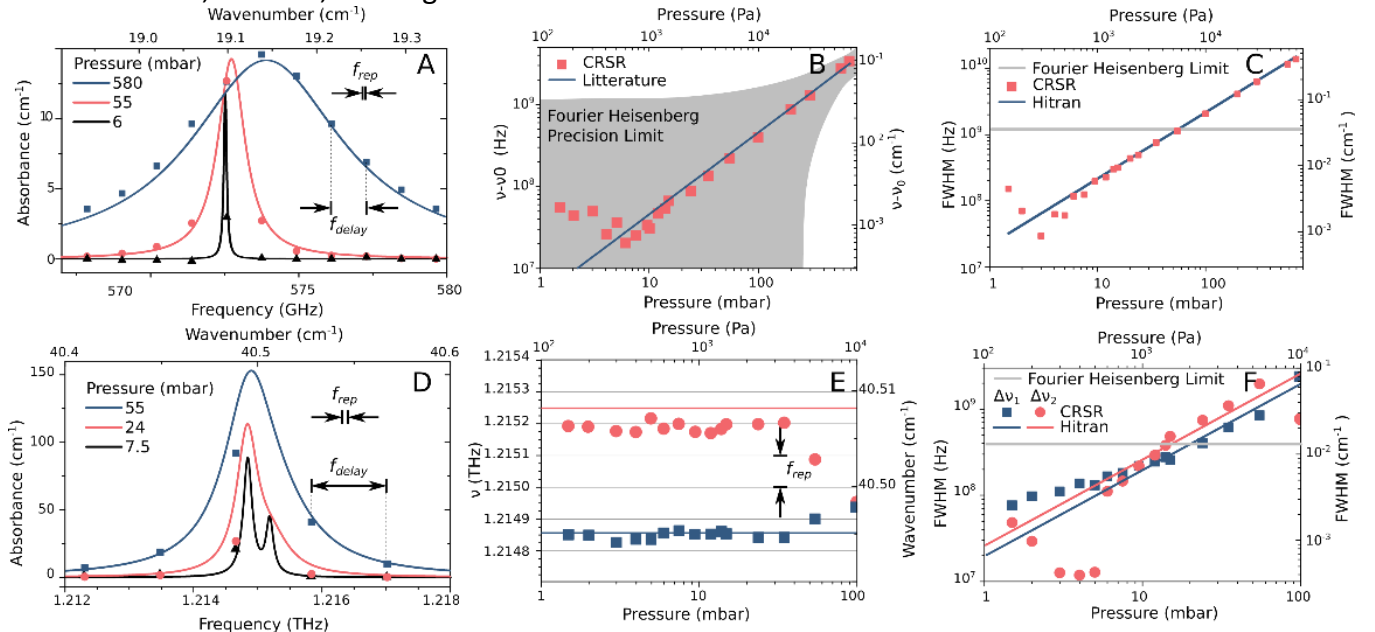 Wavenumber (cm-1)
19.0 19.1 19.2 19.3
A
Pressure (mbar)
580
55
6
frep
fdelay
Absorbance (cm-1)
10
5
0
570 575 580
Frequency (GHz)
Pressure (Pa)
10² 10³ 10⁴
B
CRSR
Litterature
Fourier Heisenberg
Precision Limit
ν-ν0 (Hz)
10⁹
10⁸
10⁷
ν-ν0 (cm-1)
10-1
10-2
10-3
1 10 100
Pressure (mbar)
Pressure (Pa)
10² 10³ 10⁴
C
Fourier Heisenberg Limit
CRSR
Hitran
FWHM (Hz)
10¹⁰
10⁹
10⁸
10⁷
FWHM (cm-1)
10-1
10-2
10-3
1 10 100
Pressure (mbar)
Wavenumber (cm-1)
40.4 40.5 40.6
D
Pressure (mbar)
55
24
7.5
frep
fdelay
Absorbance (cm-1)
150
100
50
0
1.212 1.214 1.216 1.218
Frequency (THz)
Pressure (Pa)
10² 10³ 10⁴
E
ν (THz)
1.2154
1.2153
1.2152
1.2151
1.2150
1.2149
1.2148
frep
40.51
40.50
Wavenumber (cm-1)
1 10 100
Pressure (mbar)
Pressure (Pa)
10² 10³ 10⁴
F
Fourier Heisenberg Limit
Δν1 Δν2
CRSR
Hitran
FWHM (Hz)
10⁹
10⁸
10⁷
FWHM (cm-1)
10-1
10-2
10-3
1 10 100
Pressure (mbar)